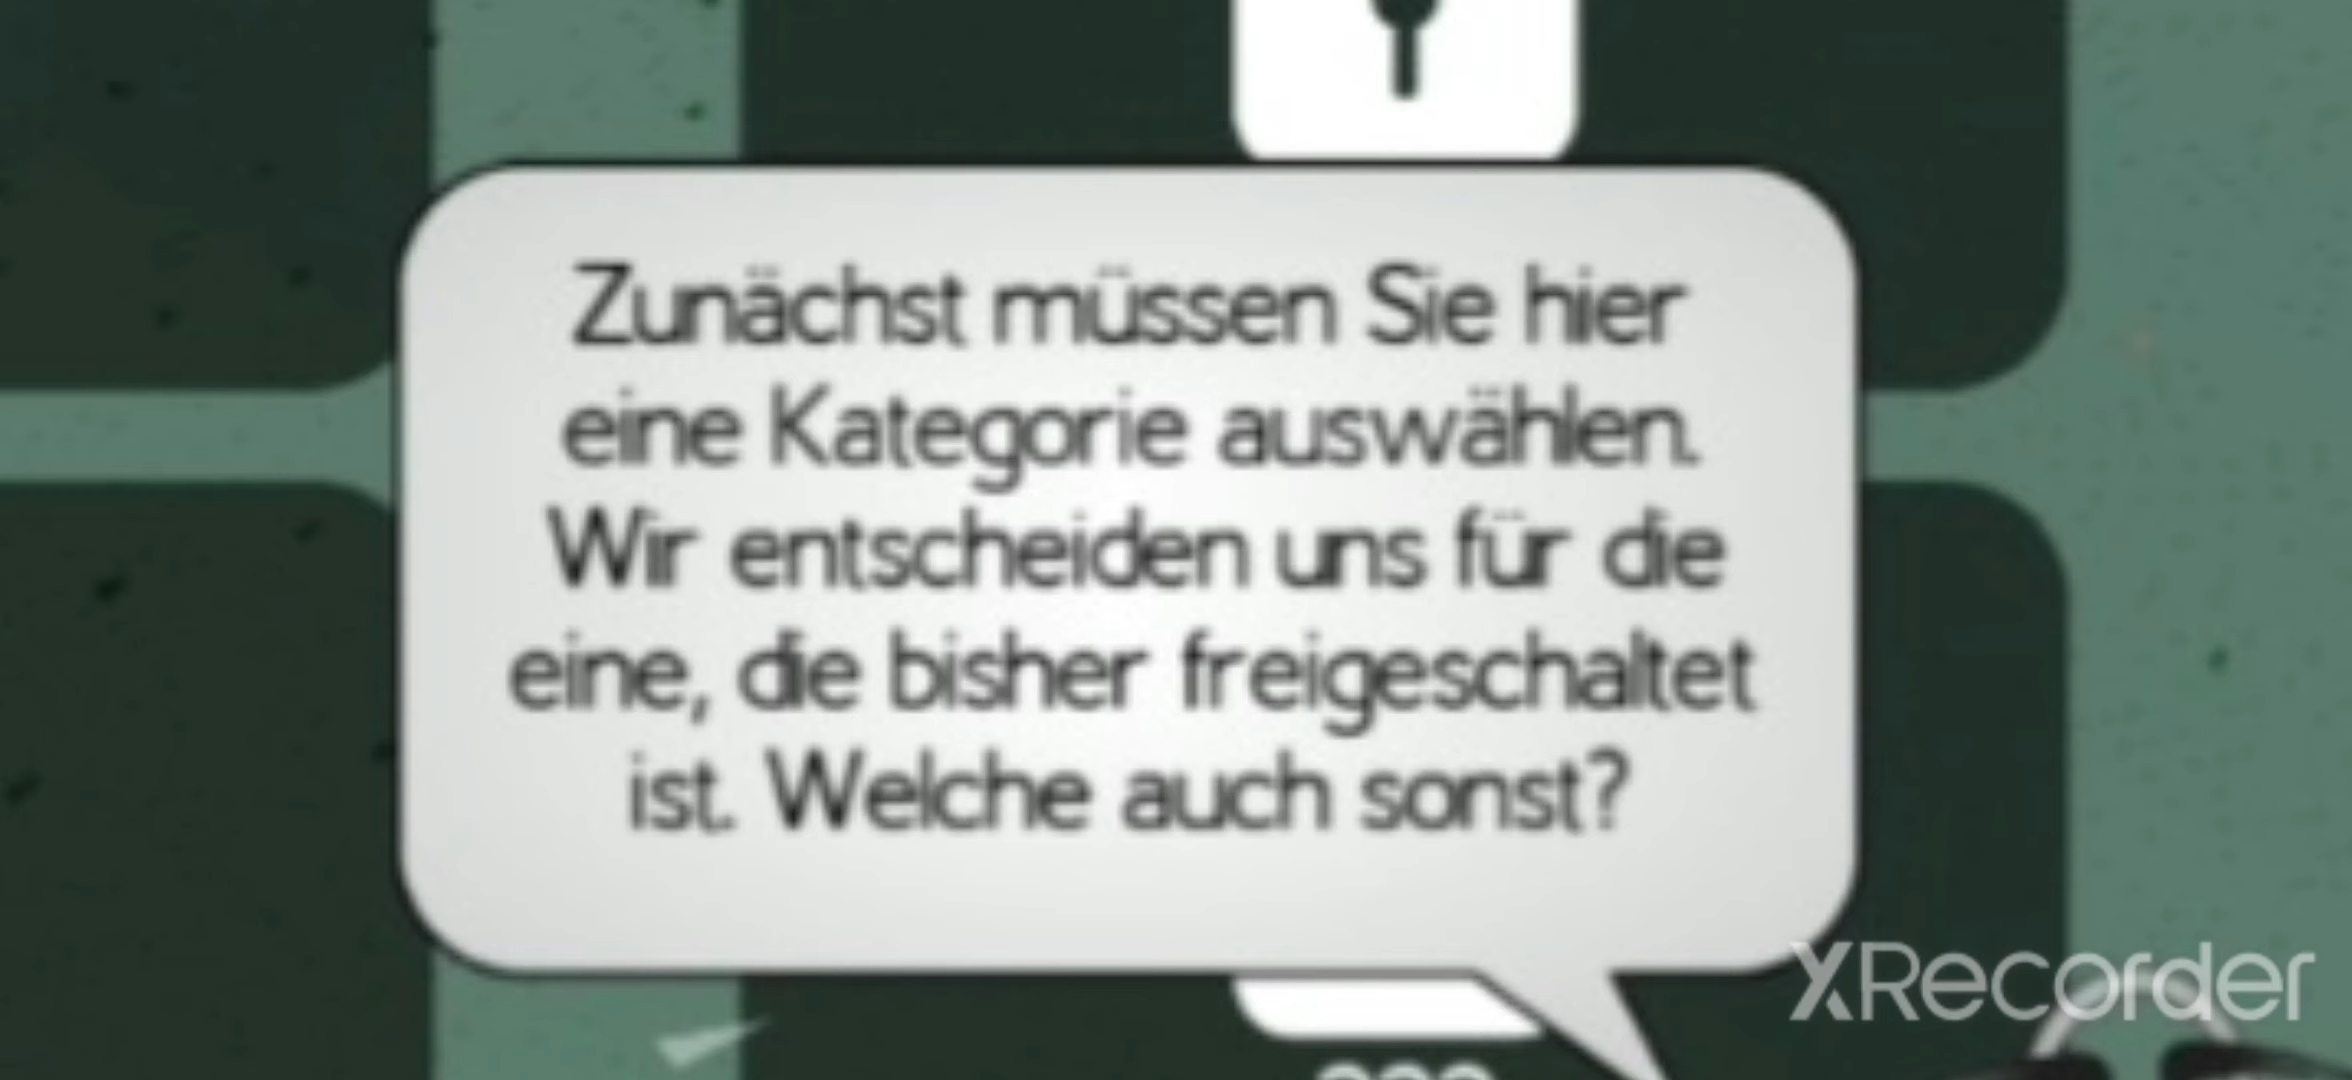 Zunächst müssen Sie hier
eine Kategorie auswählen.
Wir entscheiden uns für die
eine, die bisher freigeschaltet
ist. Welche auch sonst?
XRecorder